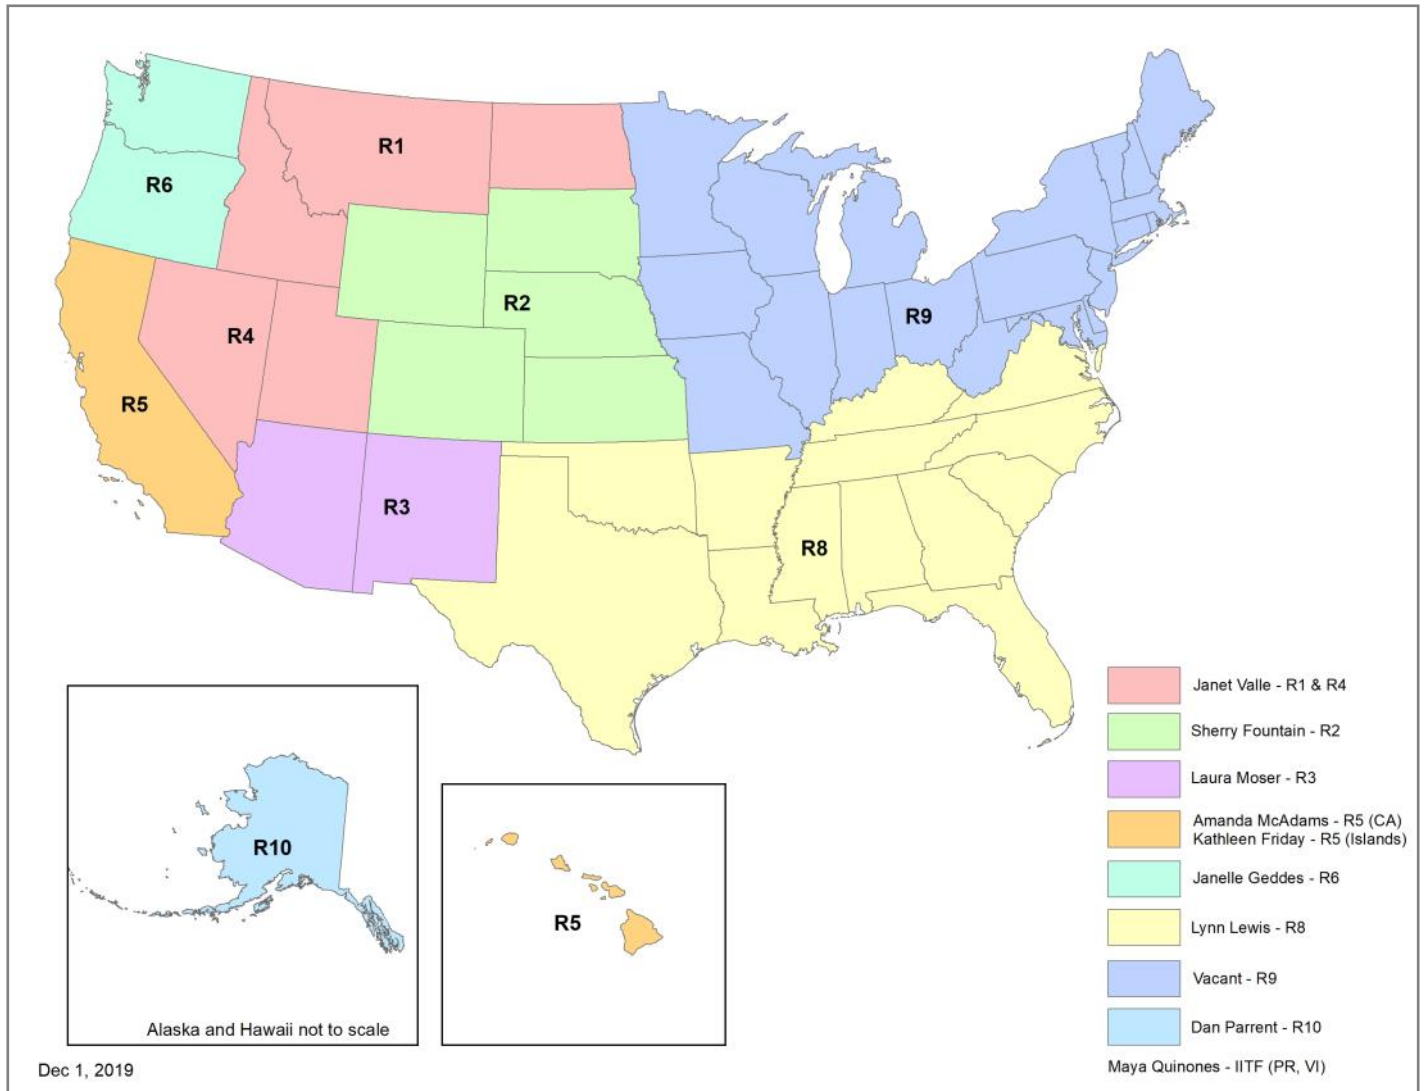 R1
R6
R2
R9
R4
R5
R3
R8
Janet Valle - R1 & R4
Sherry Fountain - R2
Laura Moser - R3
Amanda McAdams - R5 (CA)
Kathleen Friday - R5 (Islands)
Janelle Geddes - R6
Lynn Lewis - R8
Vacant - R9
Dan Parrent - R10
Maya Quinones - IITF (PR, VI)
R10
R5
Alaska and Hawaii not to scale
Dec 1, 2019